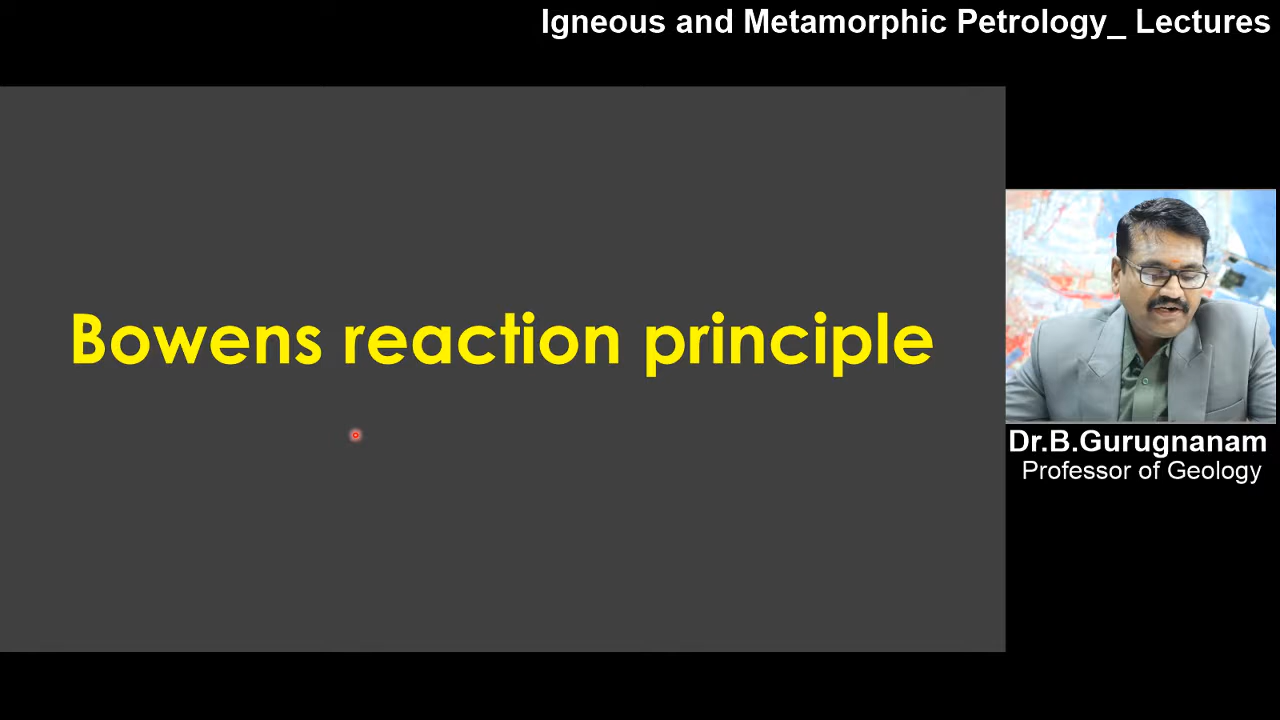 Igneous and Metamorphic Petrology_ Lectures
Bowens reaction principle
Dr.B.Gurugnanam
Professor of Geology